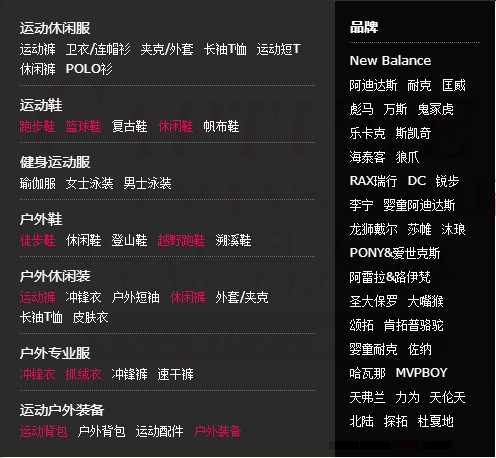 运动休闲服
运动裤 卫衣/连帽衫 夹克/外套 长袖T恤 运动短T
休闲裤 POLO衫
运动鞋
跑步鞋 篮球鞋 复古鞋 休闲鞋 帆布鞋
健身运动服
瑜伽服 女士泳装 男士泳装
户外鞋
徒步鞋 休闲鞋 登山鞋 越野跑鞋 溯溪鞋
户外休闲装
运动裤 冲锋衣 户外短袖 休闲裤 外套/夹克
长袖T恤 皮肤衣
户外专业服
冲锋衣 抓绒衣 冲锋裤 速干裤
运动户外装备
运动背包 户外背包 运动配件 户外装备
品牌
New Balance
阿迪达斯 耐克 匡威
彪马 万斯 鬼冢虎
乐卡克 斯凯奇
海泰客 狼爪
RAX瑞行 DC 锐步
李宁 婴童阿迪达斯
龙狮戴尔 莎帷 沐狼
PONY&爱世克斯
阿雷拉&路伊梵
圣大保罗 大嘴猴
颂拓 肯拓普骆驼
婴童耐克 佐纳
哈瓦那 MVPBOY
天弗兰 力为 天伦天
北陆 探拓 杜戛地